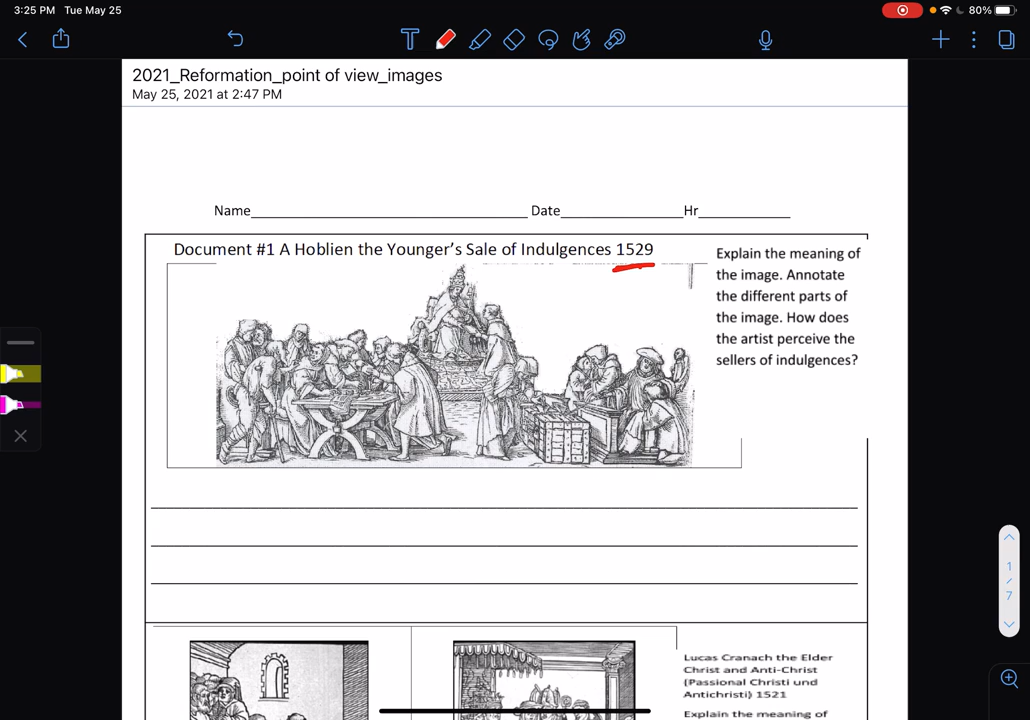 3:25 PM Tue May 25
80%
2021_Reformation_point of view_images
May 25, 2021 at 2:47 PM
Name_________________________ Date___________Hr_________
Document #1 A Hoblien the Younger's Sale of Indulgences 1529
Explain the meaning of
the image. Annotate
the different parts of
the image. How does
the artist perceive the
sellers of indulgences?
1
/
7
Lucas Cranach the Elder
Christ and Anti-Christ
(Passional Christi und
Antichristi) 1521
Explain the meaning of